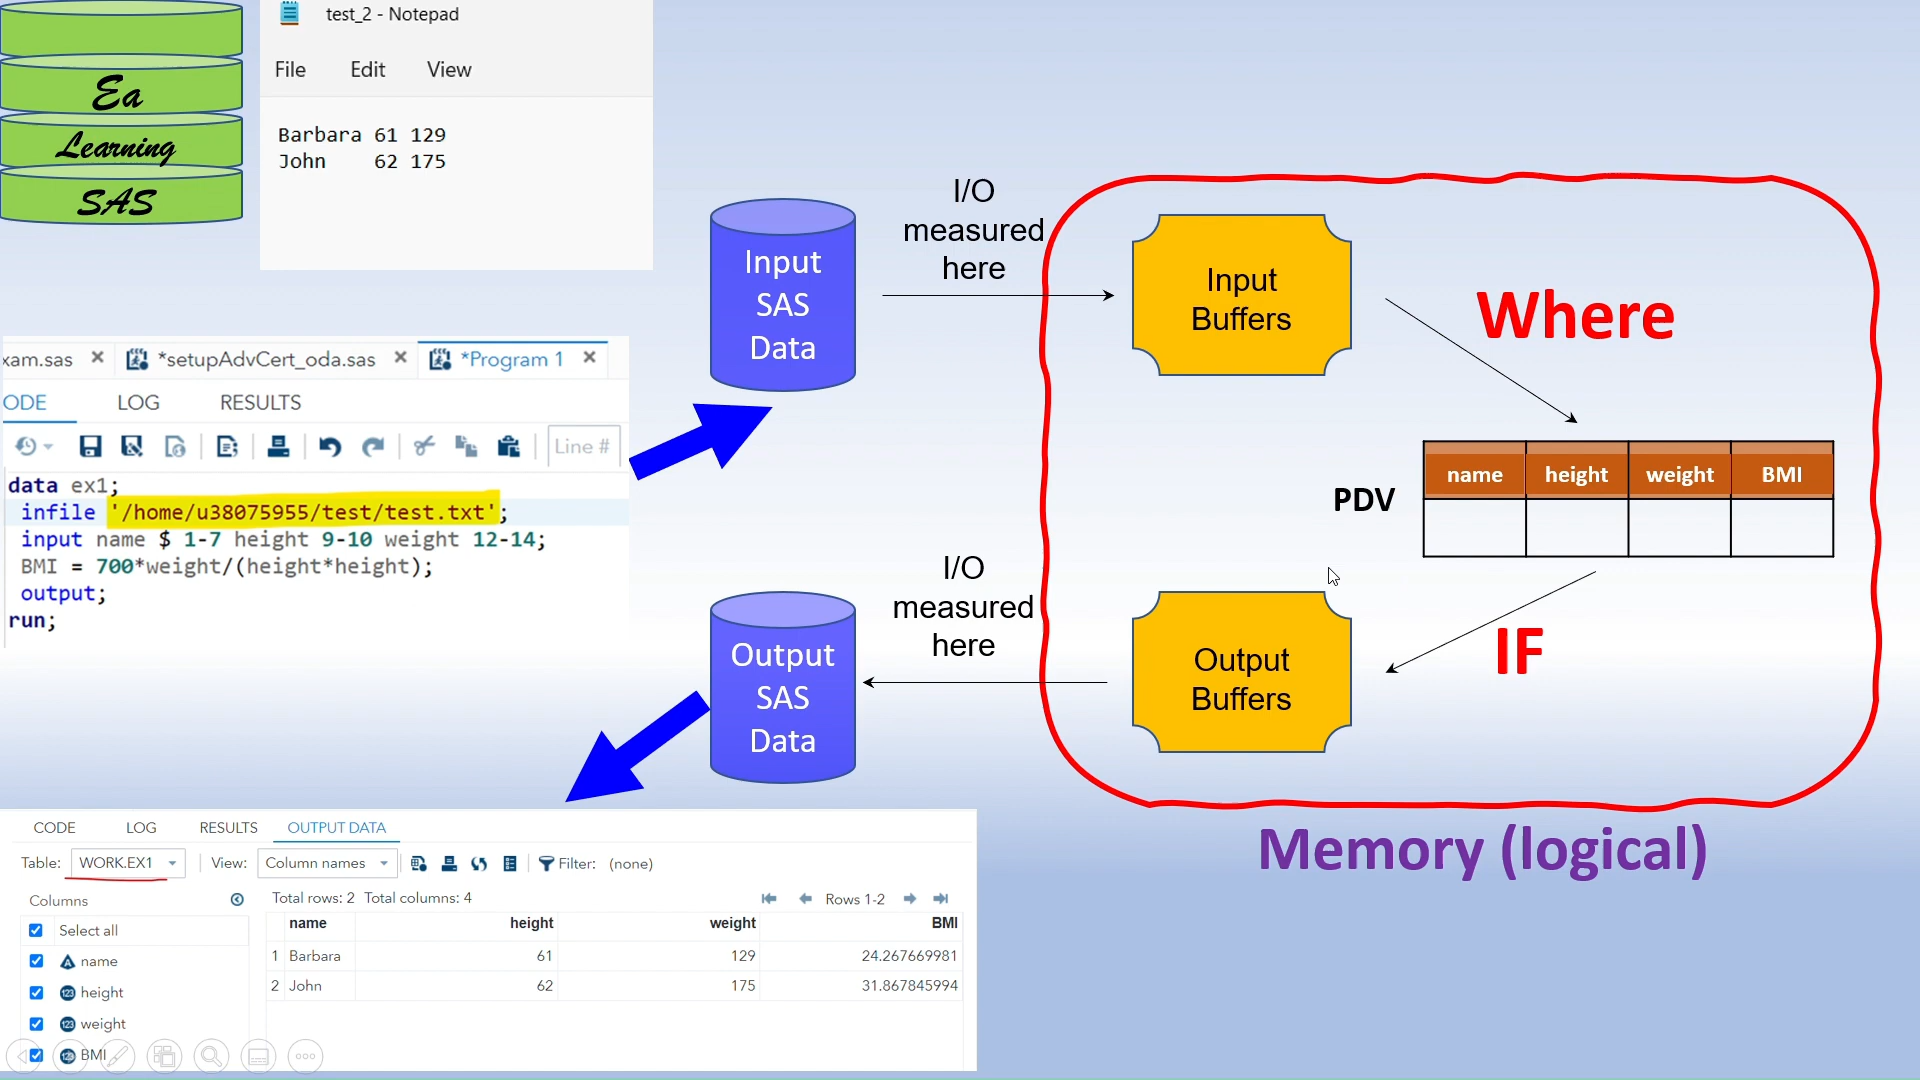 Ea
Learning
SAS
test_2 - Notepad
File Edit View
Barbara 61 129
John 62 175
xam.sas × *setupAdvCert_oda.sas × *Program 1 ×
ODE LOG RESULTS
Line #
data ex1;
infile '/home/u38075955/test/test.txt';
input name $ 1-7 height 9-10 weight 12-14;
BMI = 700*weight/(height*height);
output;
run;
Input
SAS
Data
I/O
measured
here
Input
Buffers
Where
PDV
name height weight BMI
IF
Output
Buffers
I/O
measured
here
Output
SAS
Data
Memory (logical)
CODE LOG RESULTS OUTPUT DATA
Table: WORK.EX1 View: Column names Filter: (none)
Columns
Select all
name
height
weight
BMI
Total rows: 2 Total columns: 4 Rows 1-2
name height weight BMI
1 Barbara 61 129 24.267669981
2 John 62 175 31.867845994